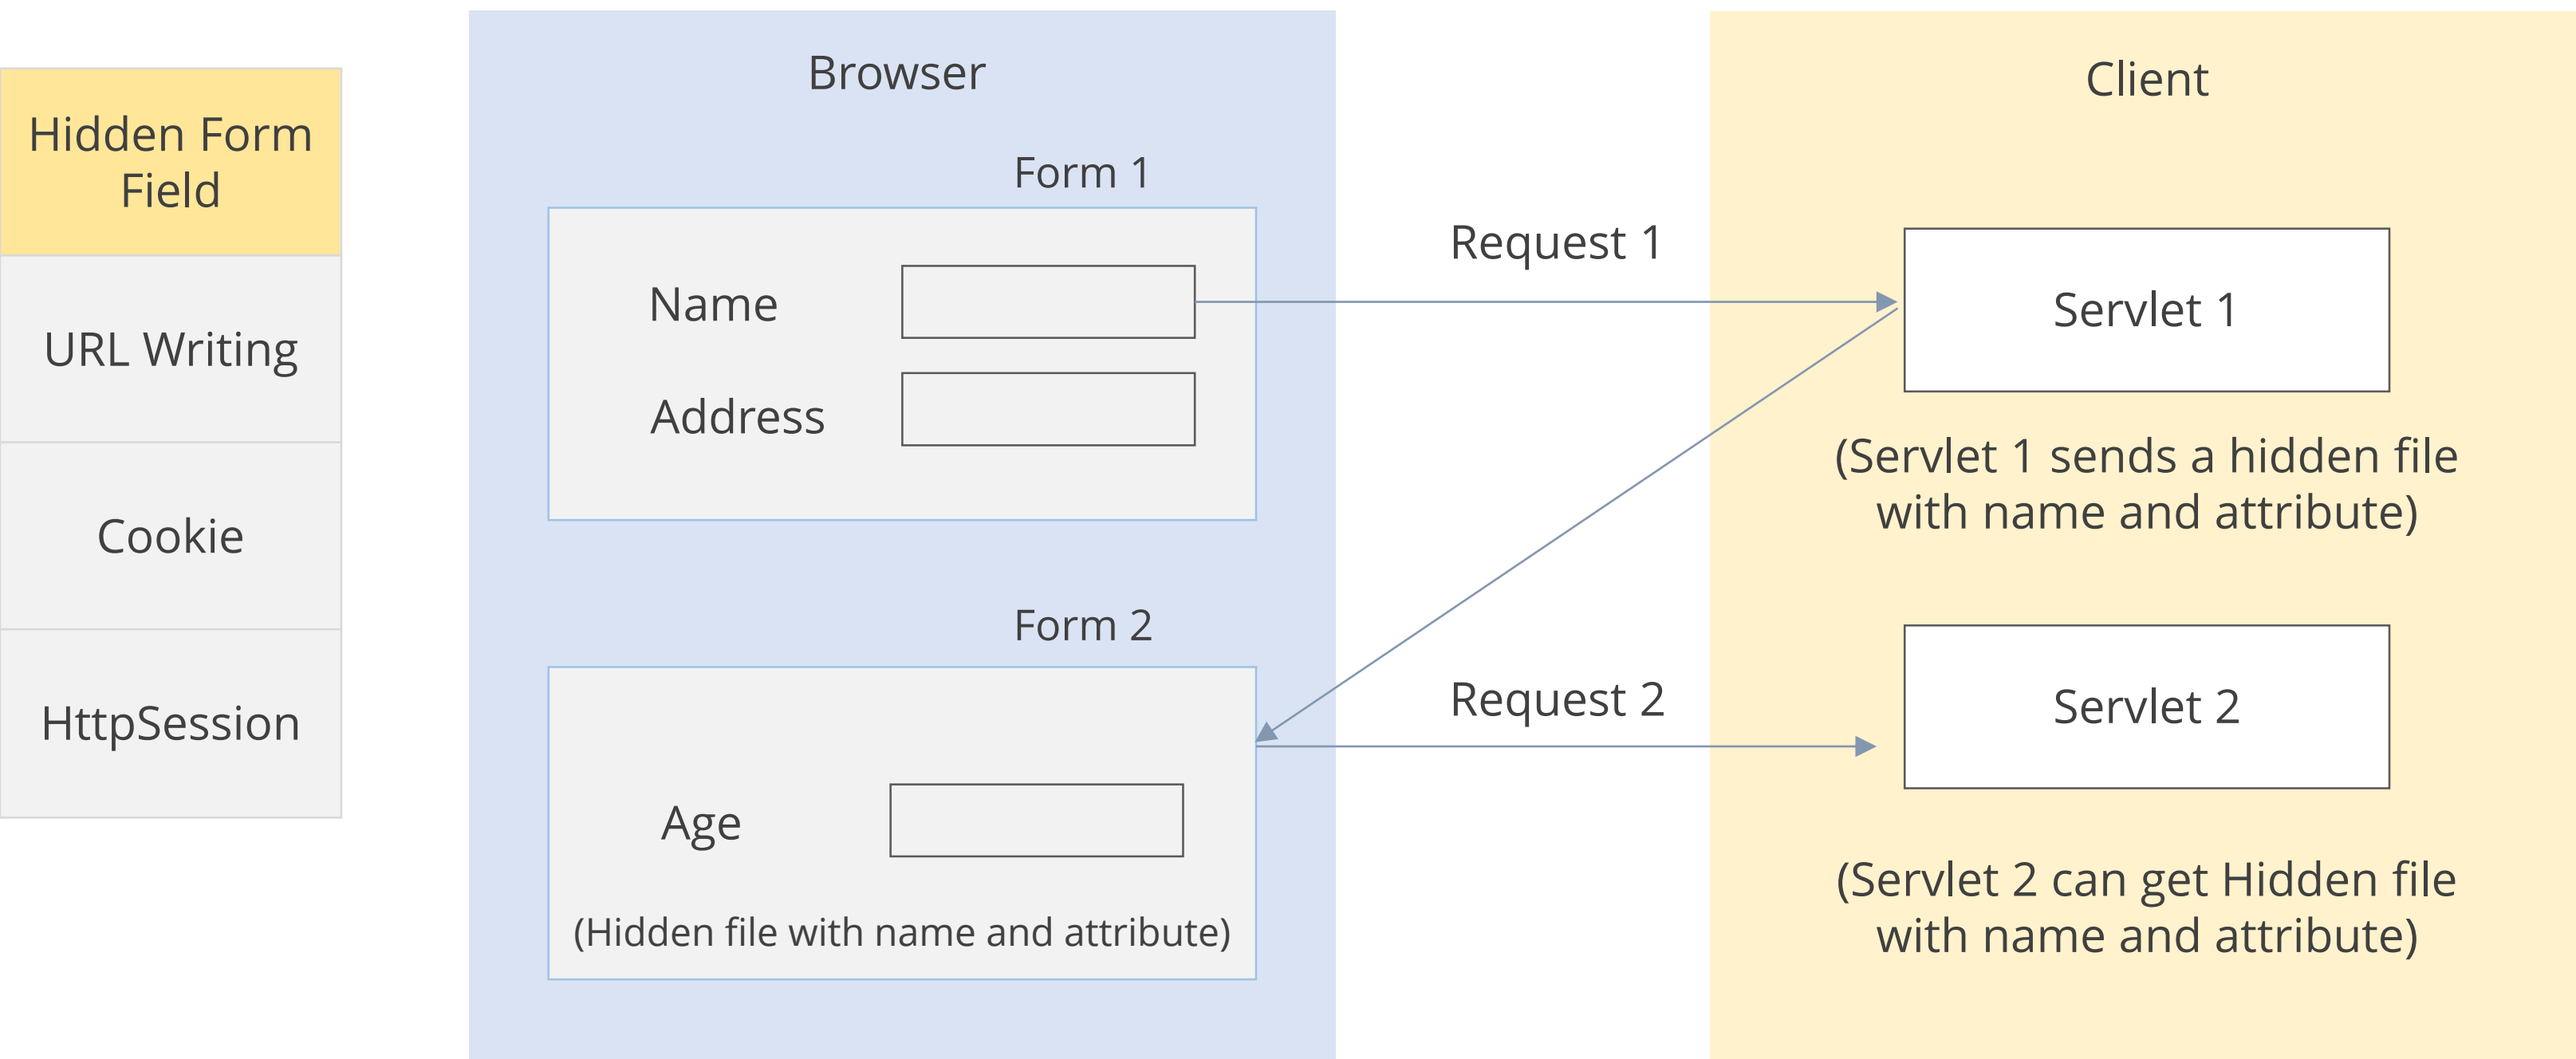 Hidden Form
Field
URL Writing
Cookie
HttpSession
Browser
Form 1
Name
Address
Form 2
Age
(Hidden file with name and attribute)
Request 1
Request 2
Client
Servlet 1
(Servlet 1 sends a hidden file
with name and attribute)
Servlet 2
(Servlet 2 can get Hidden file
with name and attribute)